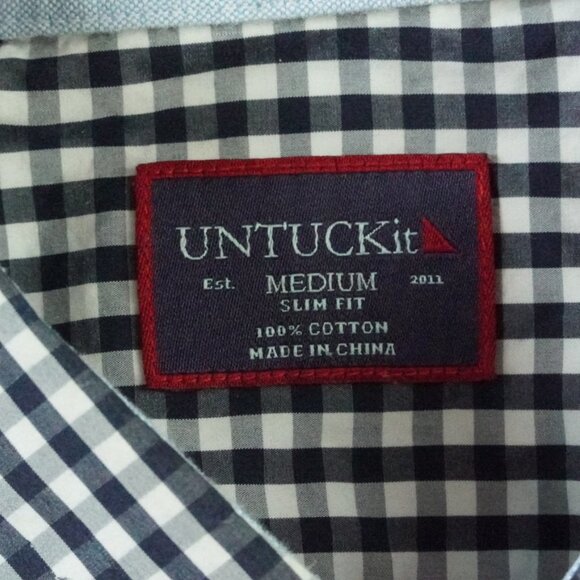 UNTUCKit
Est. MEDIUM 2011
SLIM FIT
100% COTTON
MADE IN CHINA